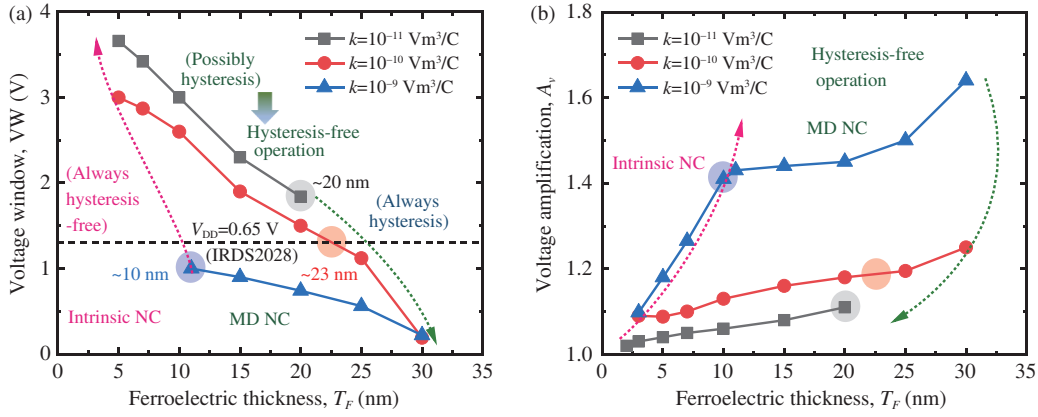 (a)
Voltage window, VW (V)
4
3
2
1
0
k=10⁻¹¹ Vm³/C
k=10⁻¹⁰ Vm³/C
k=10⁻⁹ Vm³/C
(Possibly
hysteresis)
Hysteresis-free
operation
(Always
hysteresis
-free)
~20 nm
(Always
hysteresis)
V_DD=0.65 V
(IRDS2028)
~10 nm
~23 nm
Intrinsic NC
MD NC
0 5 10 15 20 25 30 35
Ferroelectric thickness, T_F (nm)
(b)
Voltage amplification, A_v
1.8
1.6
1.4
1.2
1.0
k=10⁻¹¹ Vm³/C
k=10⁻¹⁰ Vm³/C
k=10⁻⁹ Vm³/C
Hysteresis-free
operation
MD NC
Intrinsic NC
0 5 10 15 20 25 30 35
Ferroelectric thickness, T_F (nm)